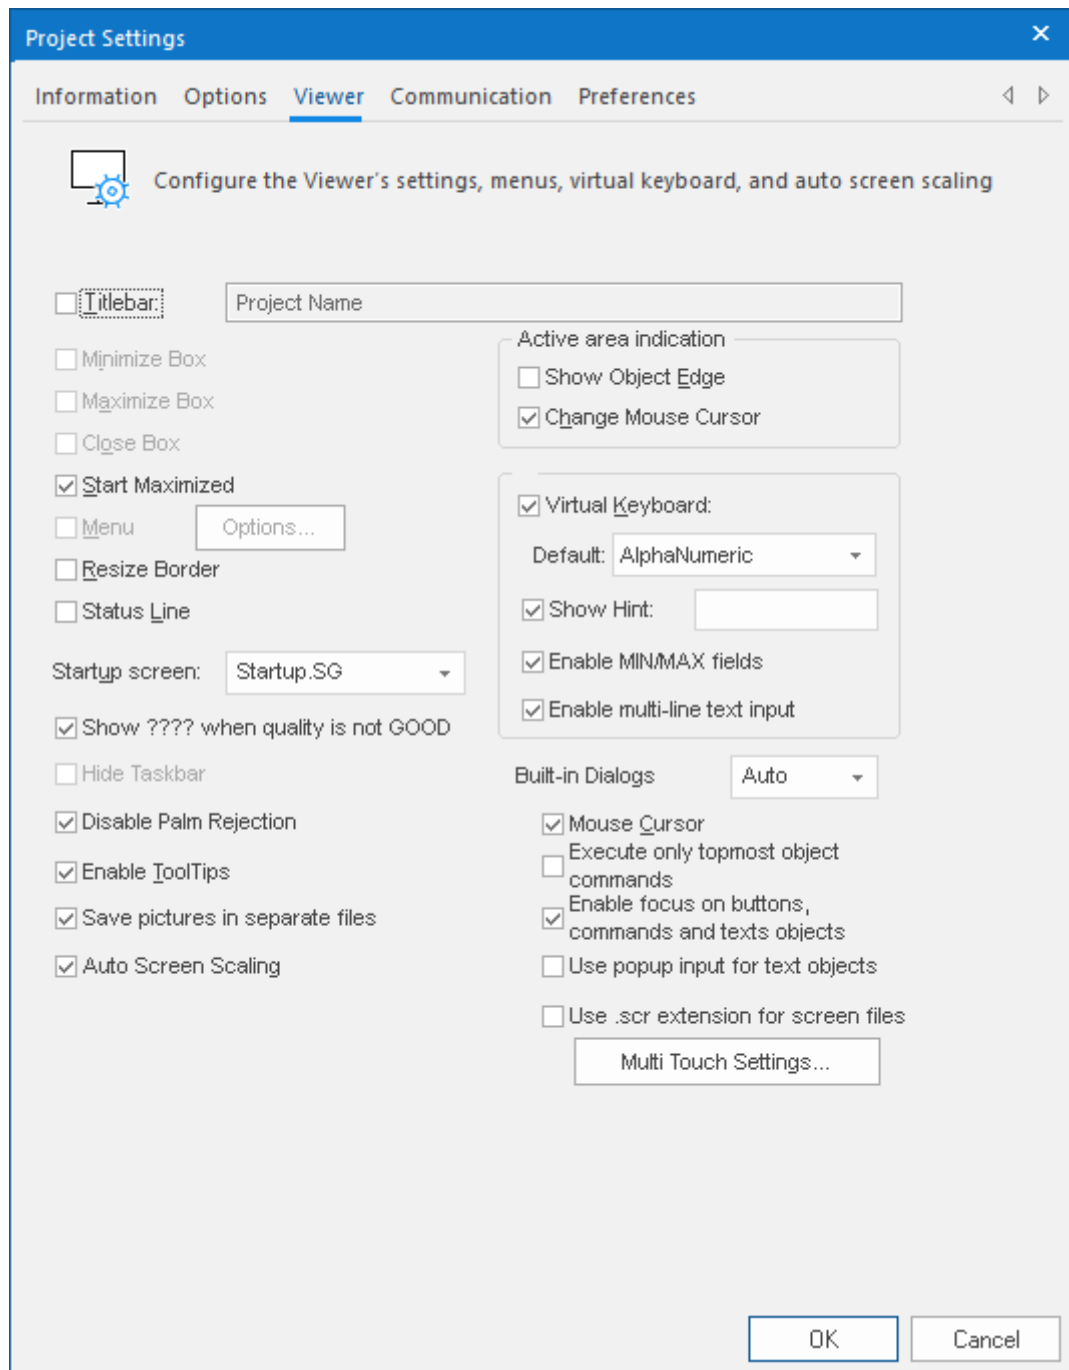 Project Settings
Information Options Viewer Communication Preferences
Configure the Viewer's settings, menus, virtual keyboard, and auto screen scaling
Titlebar: Project Name
Minimize Box
Maximize Box
Close Box
Start Maximized
Menu Options...
Resize Border
Status Line
Startup screen: Startup.SG
Show ???? when quality is not GOOD
Hide Taskbar
Disable Palm Rejection
Enable ToolTips
Save pictures in separate files
Auto Screen Scaling
Active area indication
Show Object Edge
Change Mouse Cursor
Virtual Keyboard:
Default: AlphaNumeric
Show Hint:
Enable MIN/MAX fields
Enable multi-line text input
Built-in Dialogs Auto
Mouse Cursor
Execute only topmost object
commands
Enable focus on buttons,
commands and texts objects
Use popup input for text objects
Use .scr extension for screen files
Multi Touch Settings...
OK Cancel